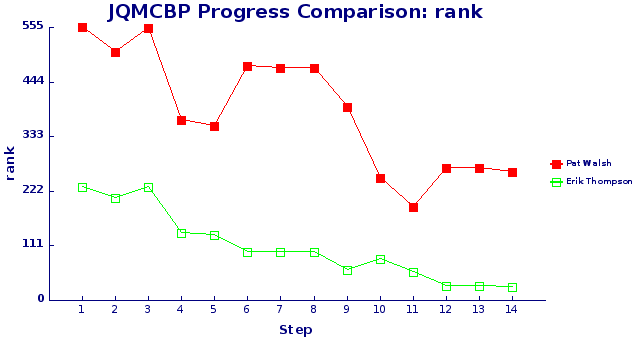 JQMCBP Progress Comparison: rank
555
444
333
222
111
0
rank
1 2 3 4 5 6 7 8 9 10 11 12 13 14
Step
Pat Walsh
Erik Thompson